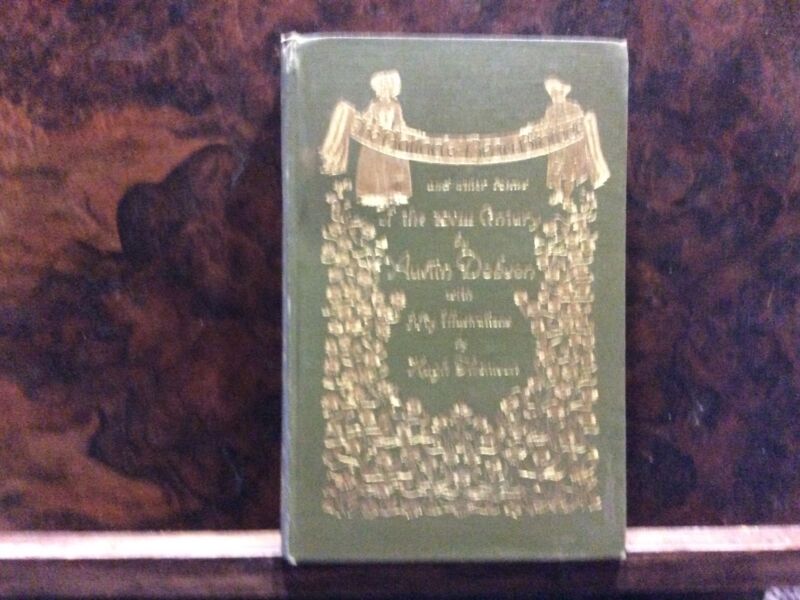 and other Poems
of the XVIIIth Century
by
Austin Dobson
with
Fifty Illustrations
by
Hugh Thomson